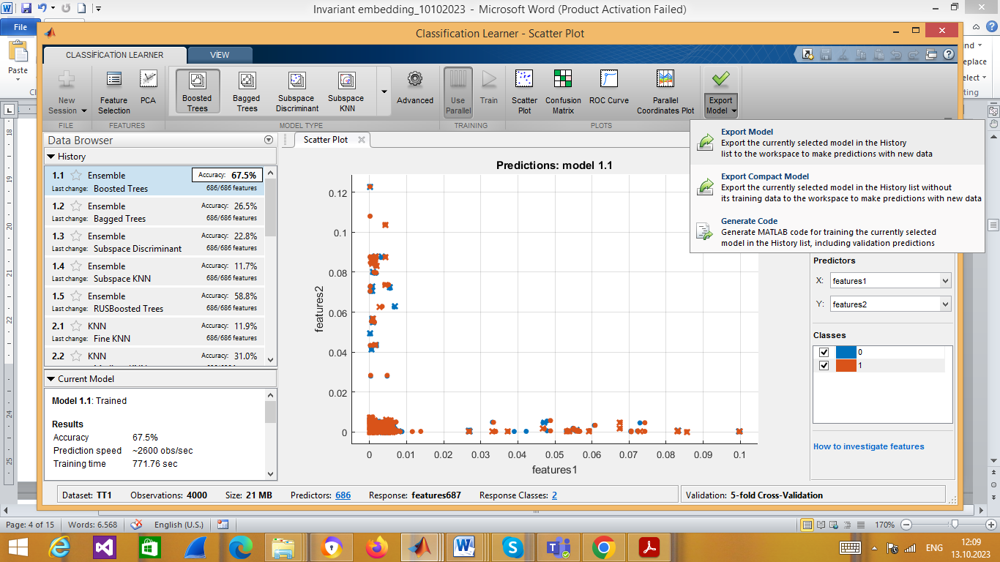 Invariant embedding_10102023 - Microsoft Word (Product Activation Failed)
File
Paste
Classification Learner - Scatter Plot
CLASSIFICATION LEARNER
VIEW
New Session
Feature Selection
PCA
Boosted Trees
Bagged Trees
Subspace Discriminant
Subspace KNN
Advanced
Use Parallel
Train
Scatter Plot
Confusion Matrix
ROC Curve
Parallel Coordinates Plot
Export Model
FILE
FEATURES
MODEL TYPE
TRAINING
PLOTS
Export Model
Export the currently selected model in the History
list to the workspace to make predictions with new data
Export Compact Model
Export the currently selected model in the History list without
its training data to the workspace to make predictions with new data
Generate Code
Generate MATLAB code for training the currently selected
model in the History list, including validation predictions
Data Browser
History
1.1 Ensemble Accuracy: 67.5%
Last change: Boosted Trees 686/686 features
1.2 Ensemble Accuracy: 26.5%
Last change: Bagged Trees 686/686 features
1.3 Ensemble Accuracy: 22.8%
Last change: Subspace Discriminant 686/686 features
1.4 Ensemble Accuracy: 11.7%
Last change: Subspace KNN 686/686 features
1.5 Ensemble Accuracy: 58.8%
Last change: RUSBoosted Trees 686/686 features
2.1 KNN Accuracy: 11.9%
Last change: Fine KNN 686/686 features
2.2 KNN Accuracy: 31.0%
Current Model
Model 1.1: Trained
Results
Accuracy 67.5%
Prediction speed ~2600 obs/sec
Training time 771.76 sec
Scatter Plot
Predictions: model 1.1
features2
0.12
0.1
0.08
0.06
0.04
0.02
0
0 0.01 0.02 0.03 0.04 0.05 0.06 0.07 0.08 0.09 0.1
features1
Predictors
X: features1
Y: features2
Classes
0
1
How to investigate features
Dataset: TT1 Observations: 4000 Size: 21 MB Predictors: 686 Response: features687 Response Classes: 2
Validation: 5-fold Cross-Validation
Page: 4 of 15 Words: 6.568 English (U.S.) 170%
ENG 12:09
13.10.2023